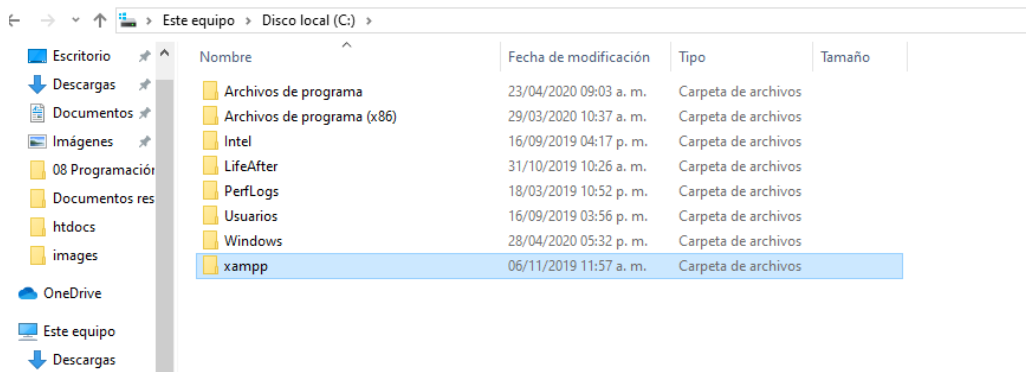 Este equipo > Disco local (C:) >
Escritorio
Descargas
Documentos
Imágenes
08 Programación
Documentos res
htdocs
images
OneDrive
Este equipo
Descargas
Nombre Fecha de modificación Tipo Tamaño
Archivos de programa 23/04/2020 09:03 a. m. Carpeta de archivos
Archivos de programa (x86) 29/03/2020 10:37 a. m. Carpeta de archivos
Intel 16/09/2019 04:17 p. m. Carpeta de archivos
LifeAfter 31/10/2019 10:26 a. m. Carpeta de archivos
PerfLogs 18/03/2019 10:52 p. m. Carpeta de archivos
Usuarios 16/09/2019 03:56 p. m. Carpeta de archivos
Windows 28/04/2020 05:32 p. m. Carpeta de archivos
xampp 06/11/2019 11:57 a. m. Carpeta de archivos